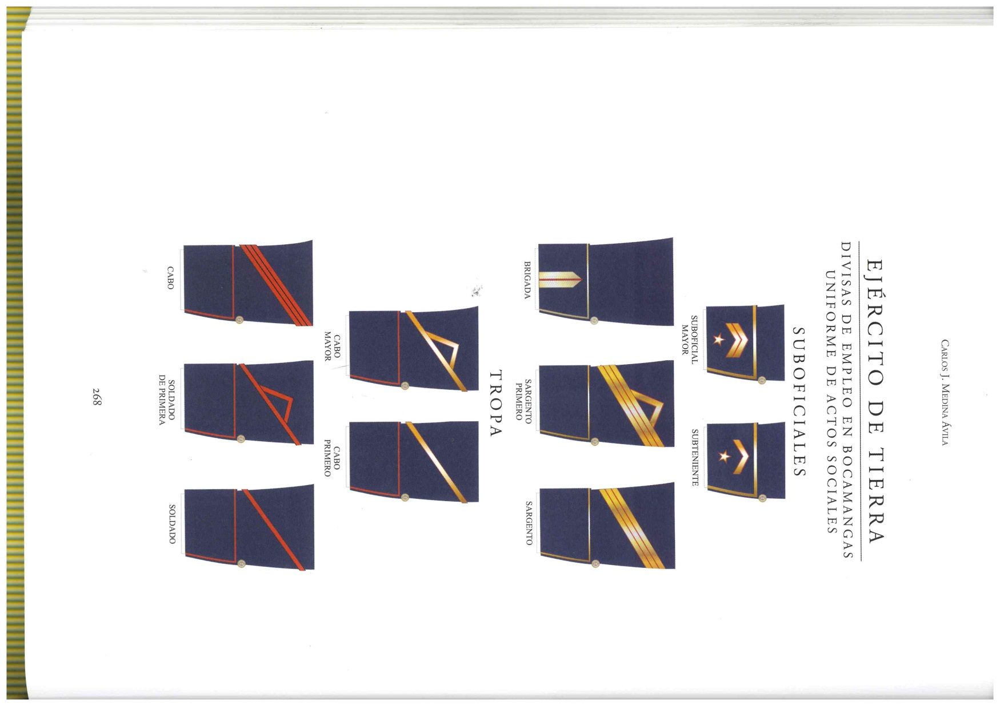 CARLOS J. MEDINA ÁVILA
EJÉRCITO DE TIERRA
DIVISAS DE EMPLEO EN BOCAMANGAS
UNIFORME DE ACTOS SOCIALES
SUBOFICIALES
SUBOFICIAL
MAYOR
SUBTENIENTE
BRIGADA
SARGENTO
PRIMERO
SARGENTO
TROPA
CABO
MAYOR
CABO
PRIMERO
CABO
SOLDADO
DE PRIMERA
SOLDADO
268